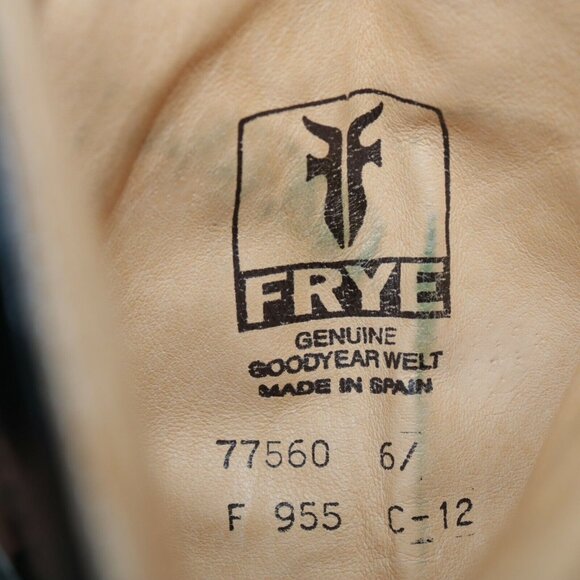 FRYE
GENUINE
GOODYEAR WELT
MADE IN SPAIN
77560 6/
F 955 C-12